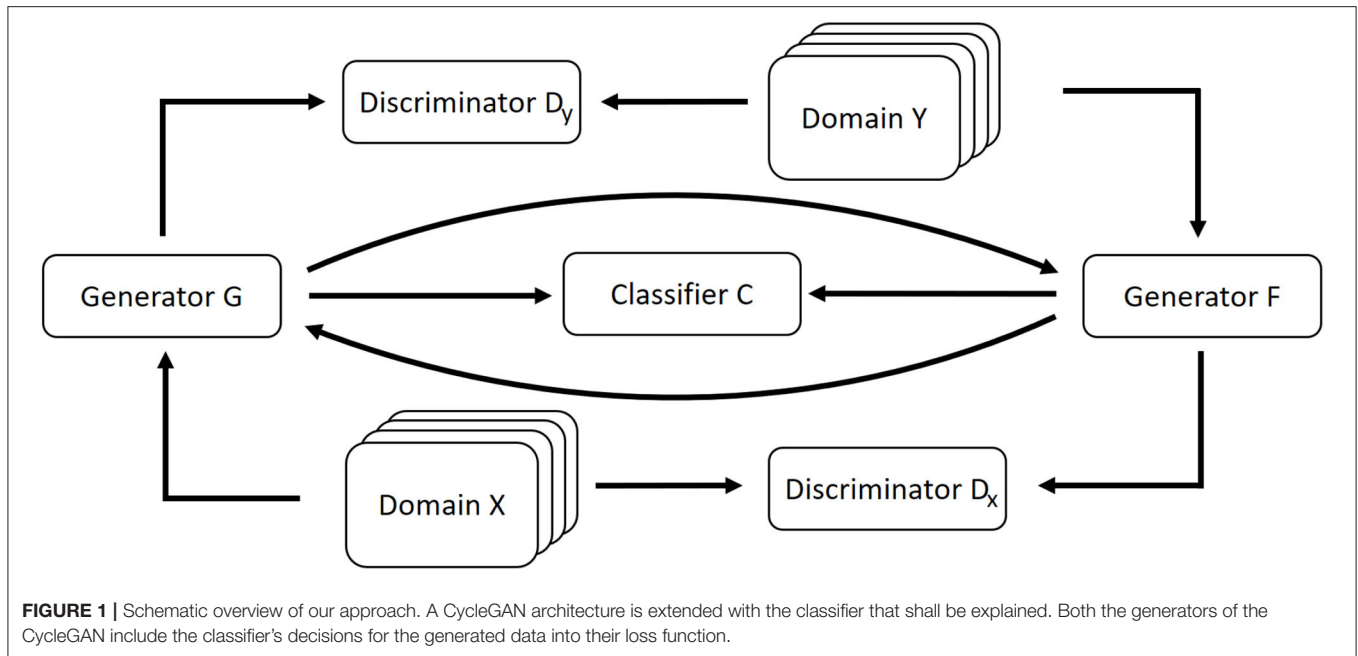 Discriminator Dy
Domain Y
Generator G
Classifier C
Generator F
Domain X
Discriminator Dx
FIGURE 1 | Schematic overview of our approach. A CycleGAN architecture is extended with the classifier that shall be explained. Both the generators of the
CycleGAN include the classifier's decisions for the generated data into their loss function.